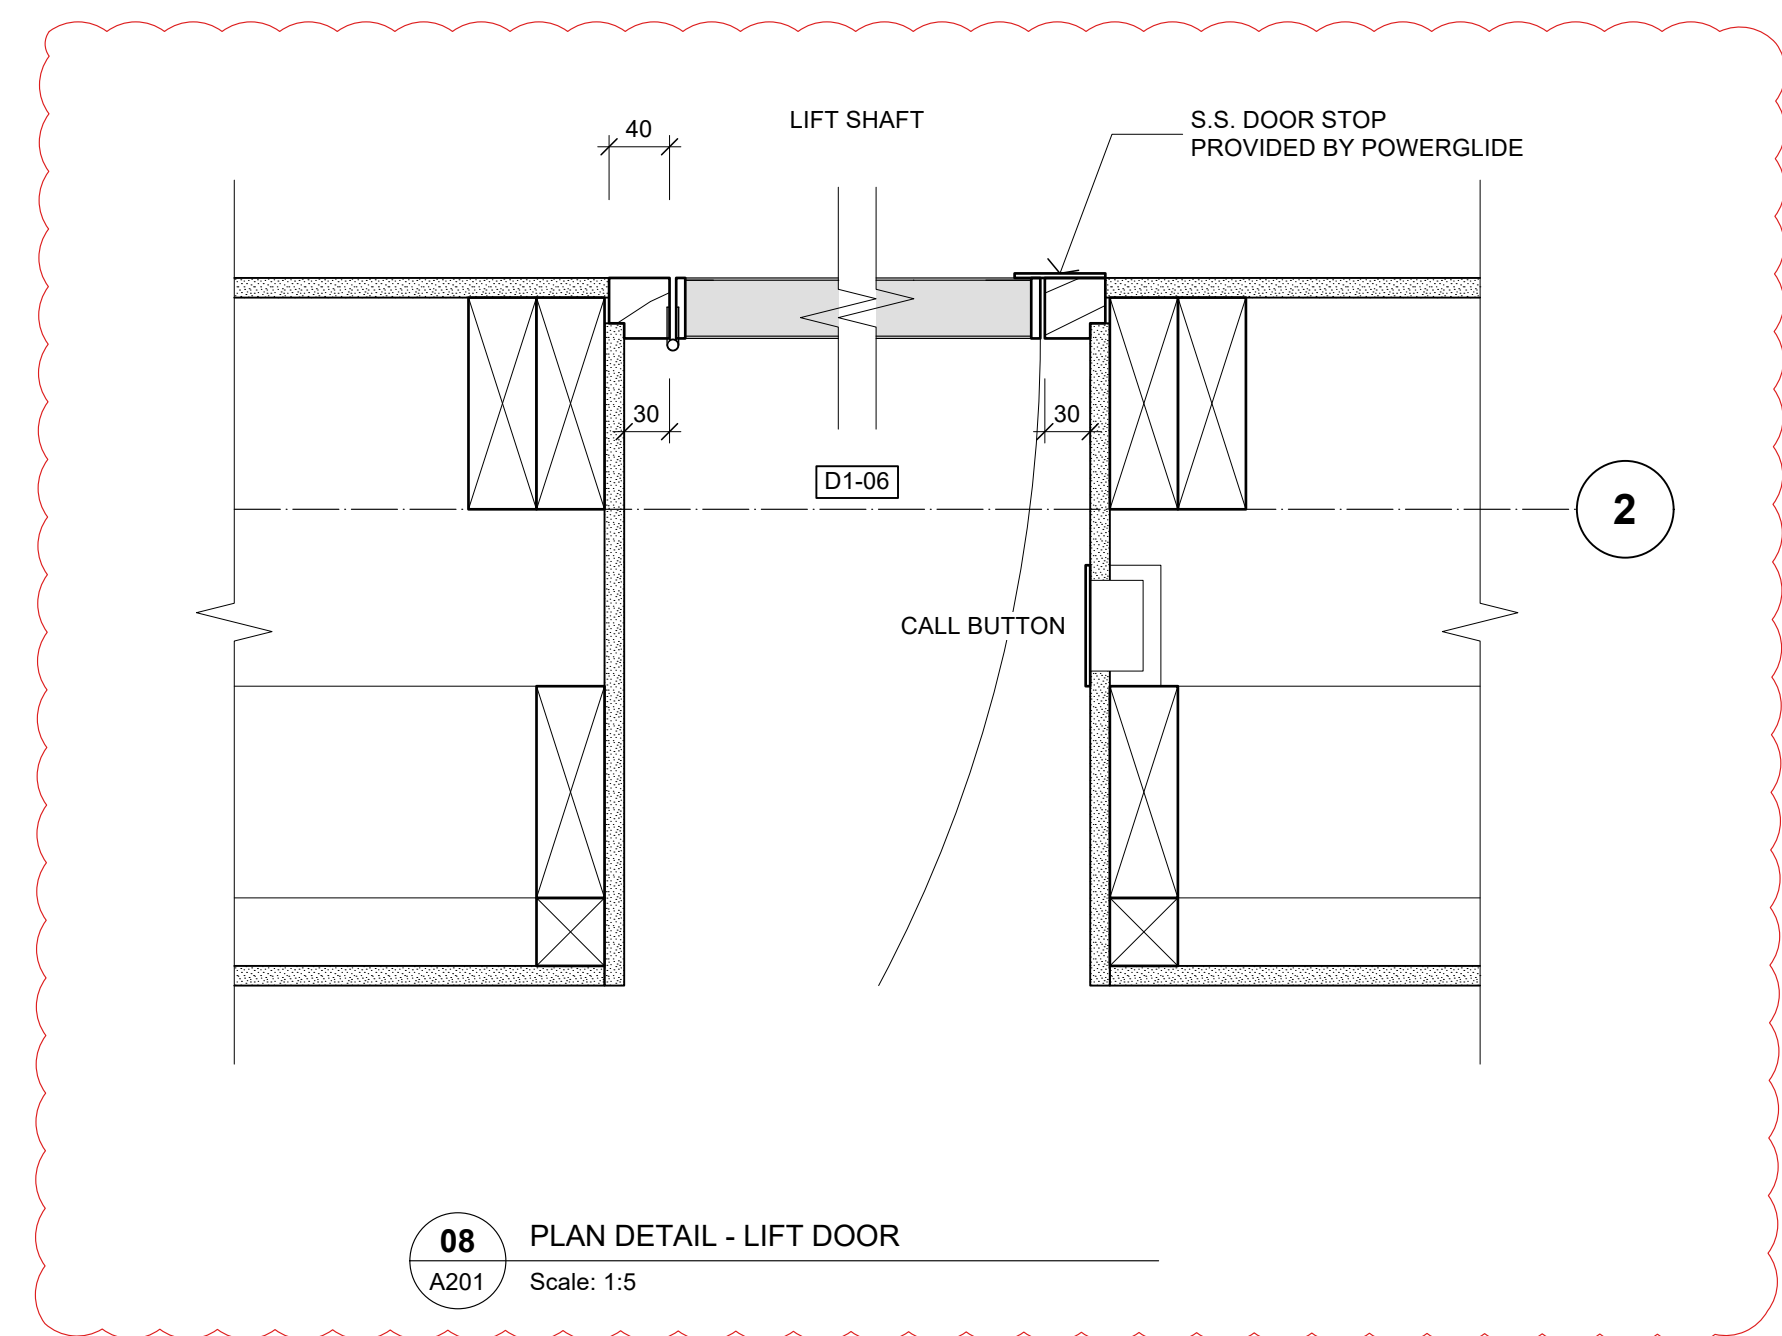 LIFT SHAFT
S.S. DOOR STOP
PROVIDED BY POWERGLIDE
40
30
30
D1-06
2
CALL BUTTON
08
PLAN DETAIL - LIFT DOOR
A201
Scale: 1:5